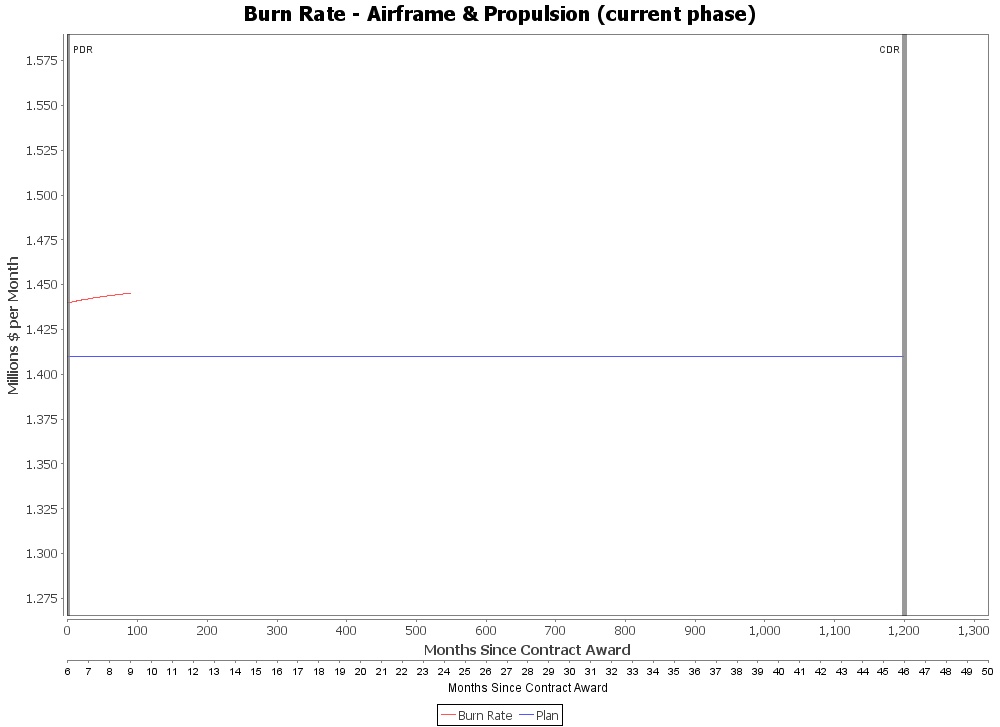 Burn Rate - Airframe & Propulsion (current phase)
PDR
CDR
1.575
1.550
1.525
1.500
1.475
1.450
1.425
1.400
1.375
1.350
1.325
1.300
1.275
Millions $ per Month
0 100 200 300 400 500 600 700 800 900 1,000 1,100 1,200 1,300
Months Since Contract Award
6 7 8 9 10 11 12 13 14 15 16 17 18 19 20 21 22 23 24 25 26 27 28 29 30 31 32 33 34 35 36 37 38 39 40 41 42 43 44 45 46 47 48 49 50
Months Since Contract Award
Burn Rate Plan